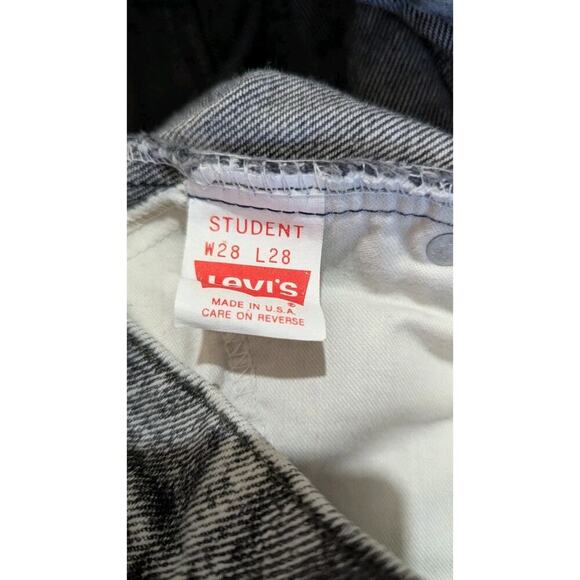 STUDENT
W28 L28
Levi's
®
MADE IN U.S.A.
CARE ON REVERSE